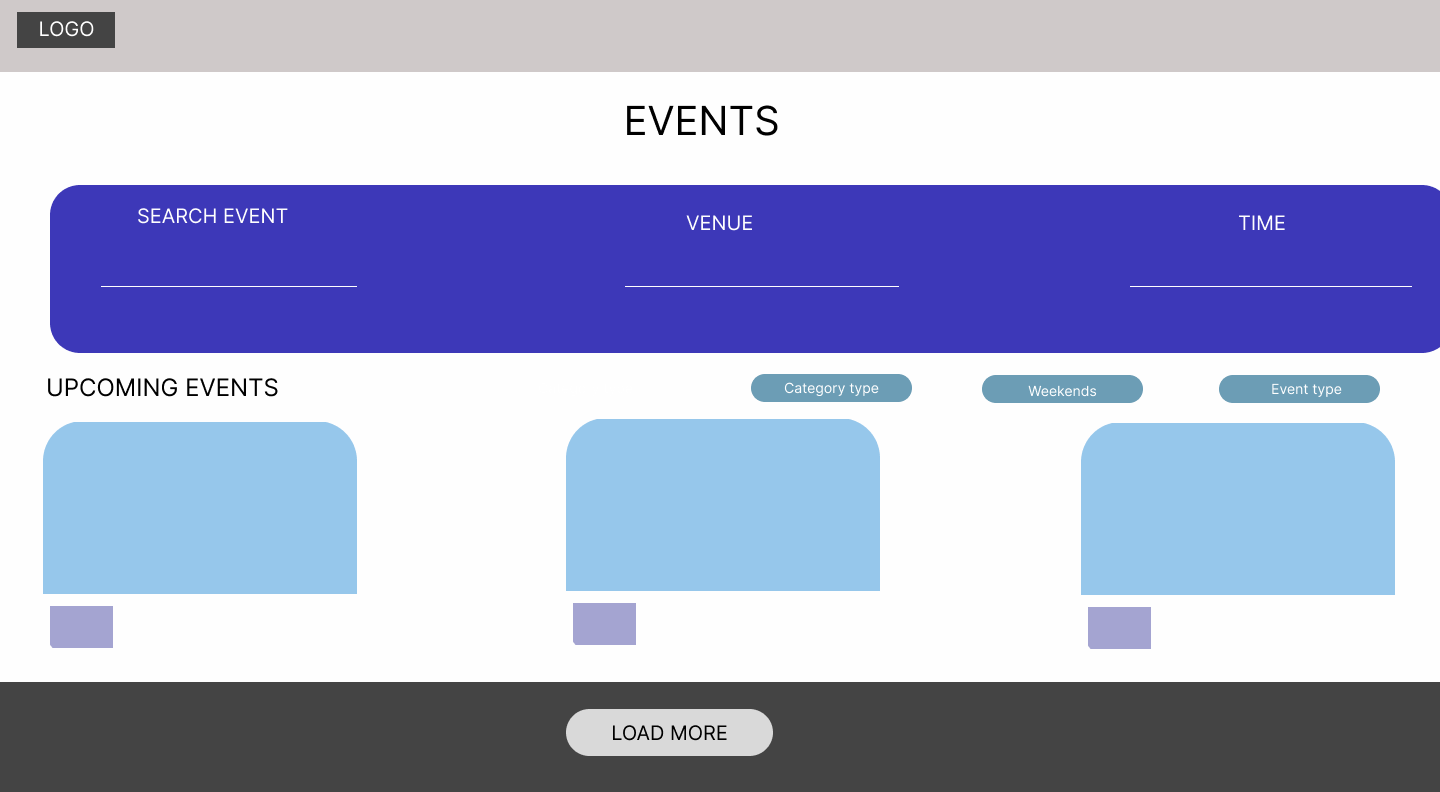 LOGO
EVENTS
SEARCH EVENT
VENUE
TIME
UPCOMING EVENTS
Category type
Weekends
Event type
LOAD MORE